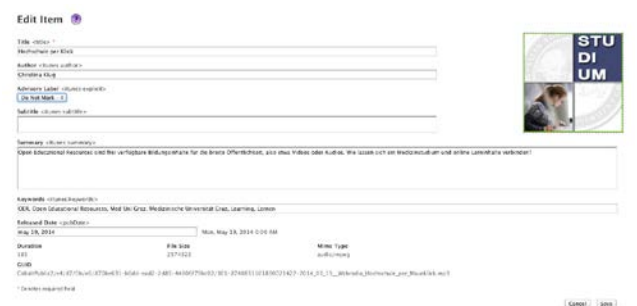 Edit Item
Title <title> *
Hochschule per Klick
Author <itunes:author>
Christina Klug
Advisory Label <itunes:explicit>
Do Not Mark
Subtitle <itunes:subtitle>
Summary <itunes:summary>
Open Educational Resources sind frei verfügbare Bildungsinhalte für die breite Öffentlichkeit, also etwa Videos oder Audios. Wie lassen sich ein Medizinstudium und online Lerninhalte verbinden?
Keywords <itunes:keywords>
OER, Open Educational Resources, Med Uni Graz, Medizinische Universität Graz, Learning, Lernen
Released Date <pubDate>
may 19, 2014
Mon, May 19, 2014 0:00 AM
Duration File Size Mime Type
audio/mpeg
GUID
* Denotes required field
Cancel Save
STU
DI
UM